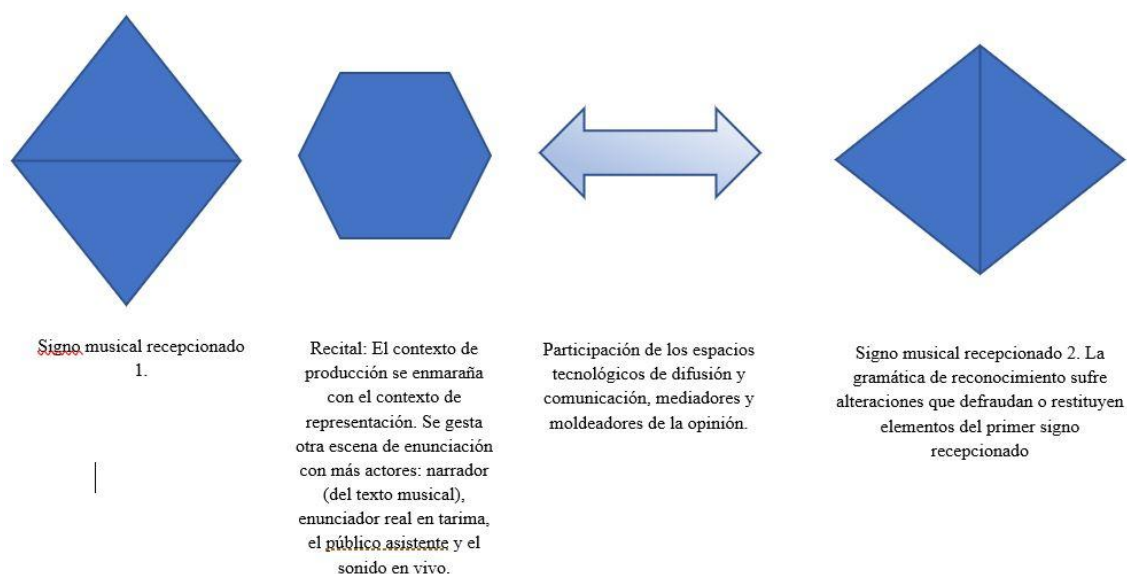 Signo musical recepcionado
1.
Recital: El contexto de
producción se enmaraña
con el contexto de
representación. Se gesta
otra escena de enunciación
con más actores: narrador
(del texto musical),
enunciador real en tarima,
el público asistente y el
sonido en vivo.
Participación de los espacios
tecnológicos de difusión y
comunicación, mediadores y
moldeadores de la opinión.
Signo musical recepcionado 2. La
gramática de reconocimiento sufre
alteraciones que defraudan o restituyen
elementos del primer signo
recepcionado